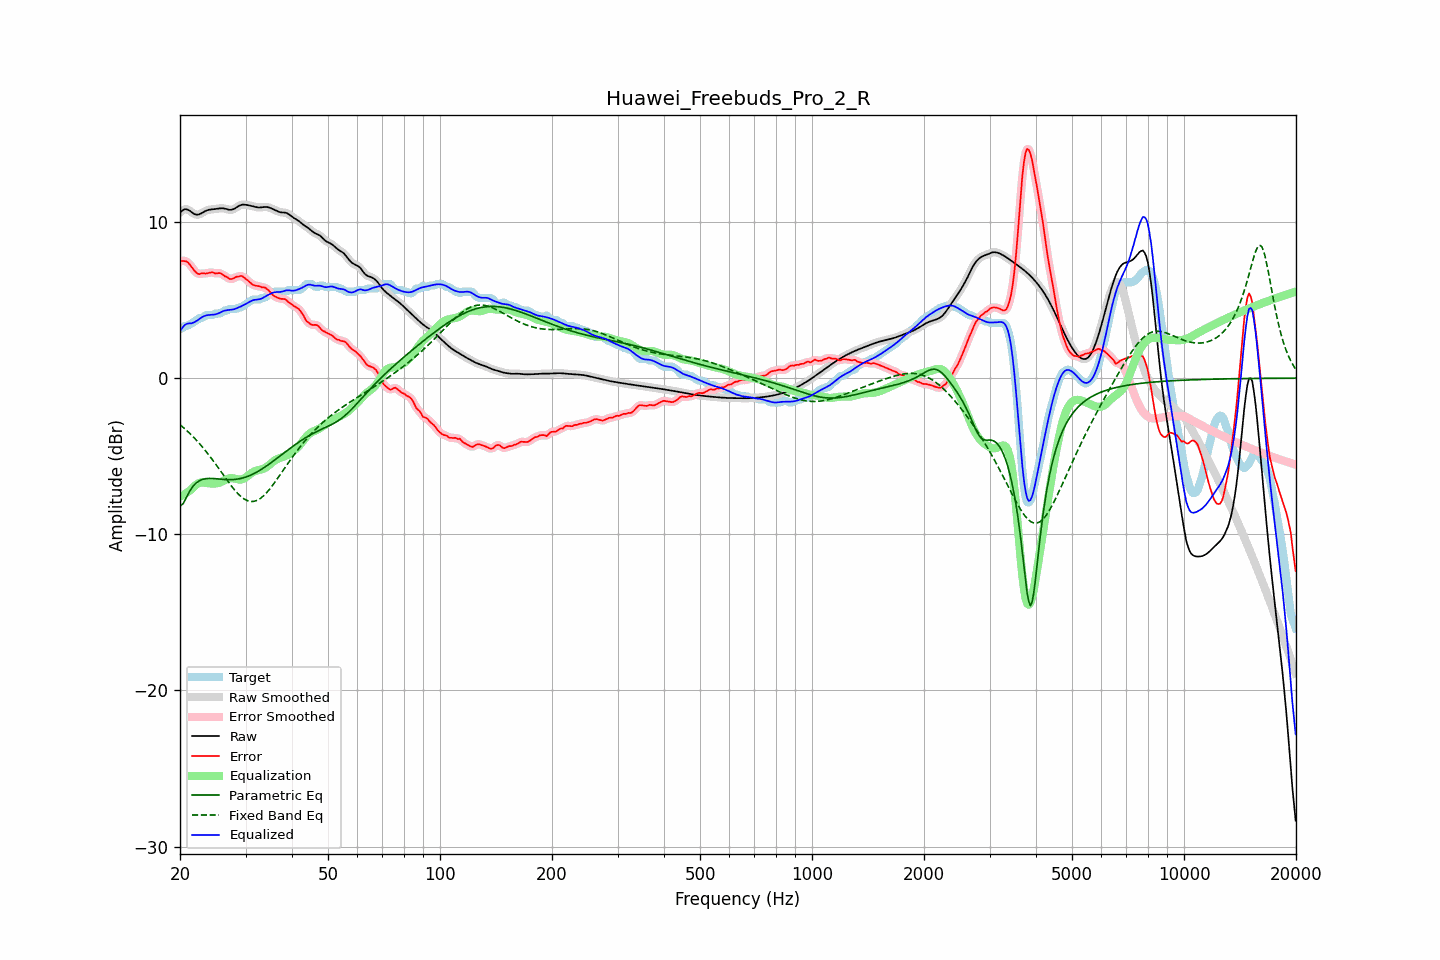 Huawei_Freebuds_Pro_2_R
Amplitude (dBr)
10
0
−10
−20
−30
Target
Raw Smoothed
Error Smoothed
Raw
Error
Equalization
Parametric Eq
Fixed Band Eq
Equalized
20 50 100 200 500 1000 2000 5000 10000 20000
Frequency (Hz)